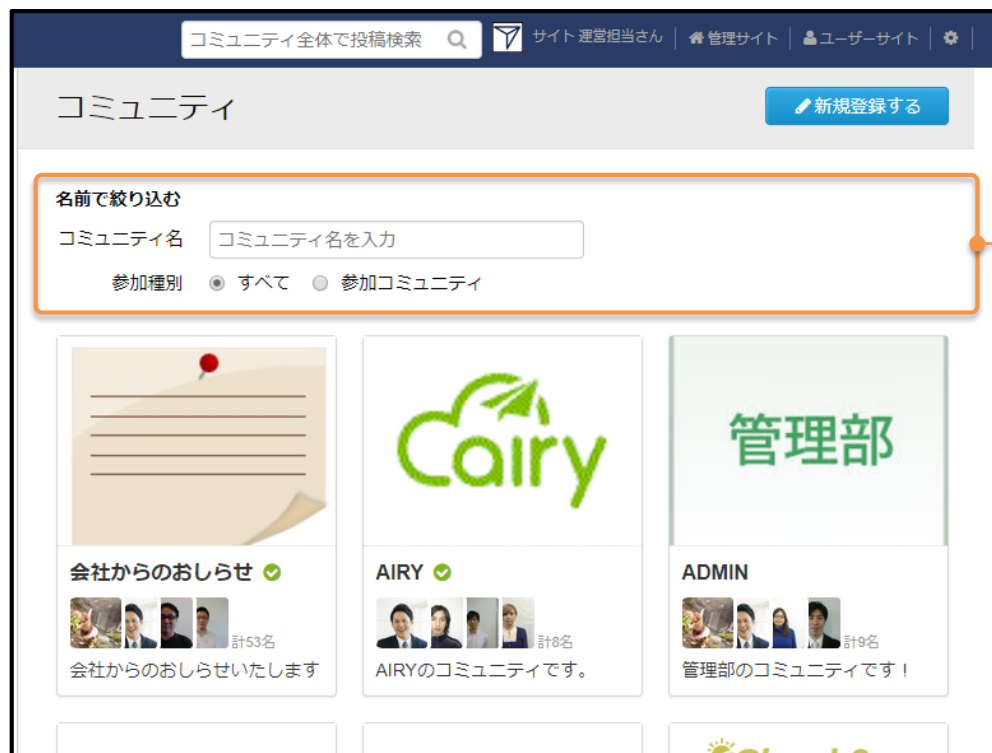 コミュニティ全体で投稿検索
サイト 運営担当さん
管理サイト
ユーザーサイト
コミュニティ
新規登録する
名前で絞り込む
コミュニティ名
コミュニティ名を入力
参加種別
すべて
参加コミュニティ
Cairy
管理部
会社からのおしらせ
AIRY
ADMIN
計53名
計8名
計9名
会社からのおしらせいたします
AIRYのコミュニティです。
管理部のコミュニティです!